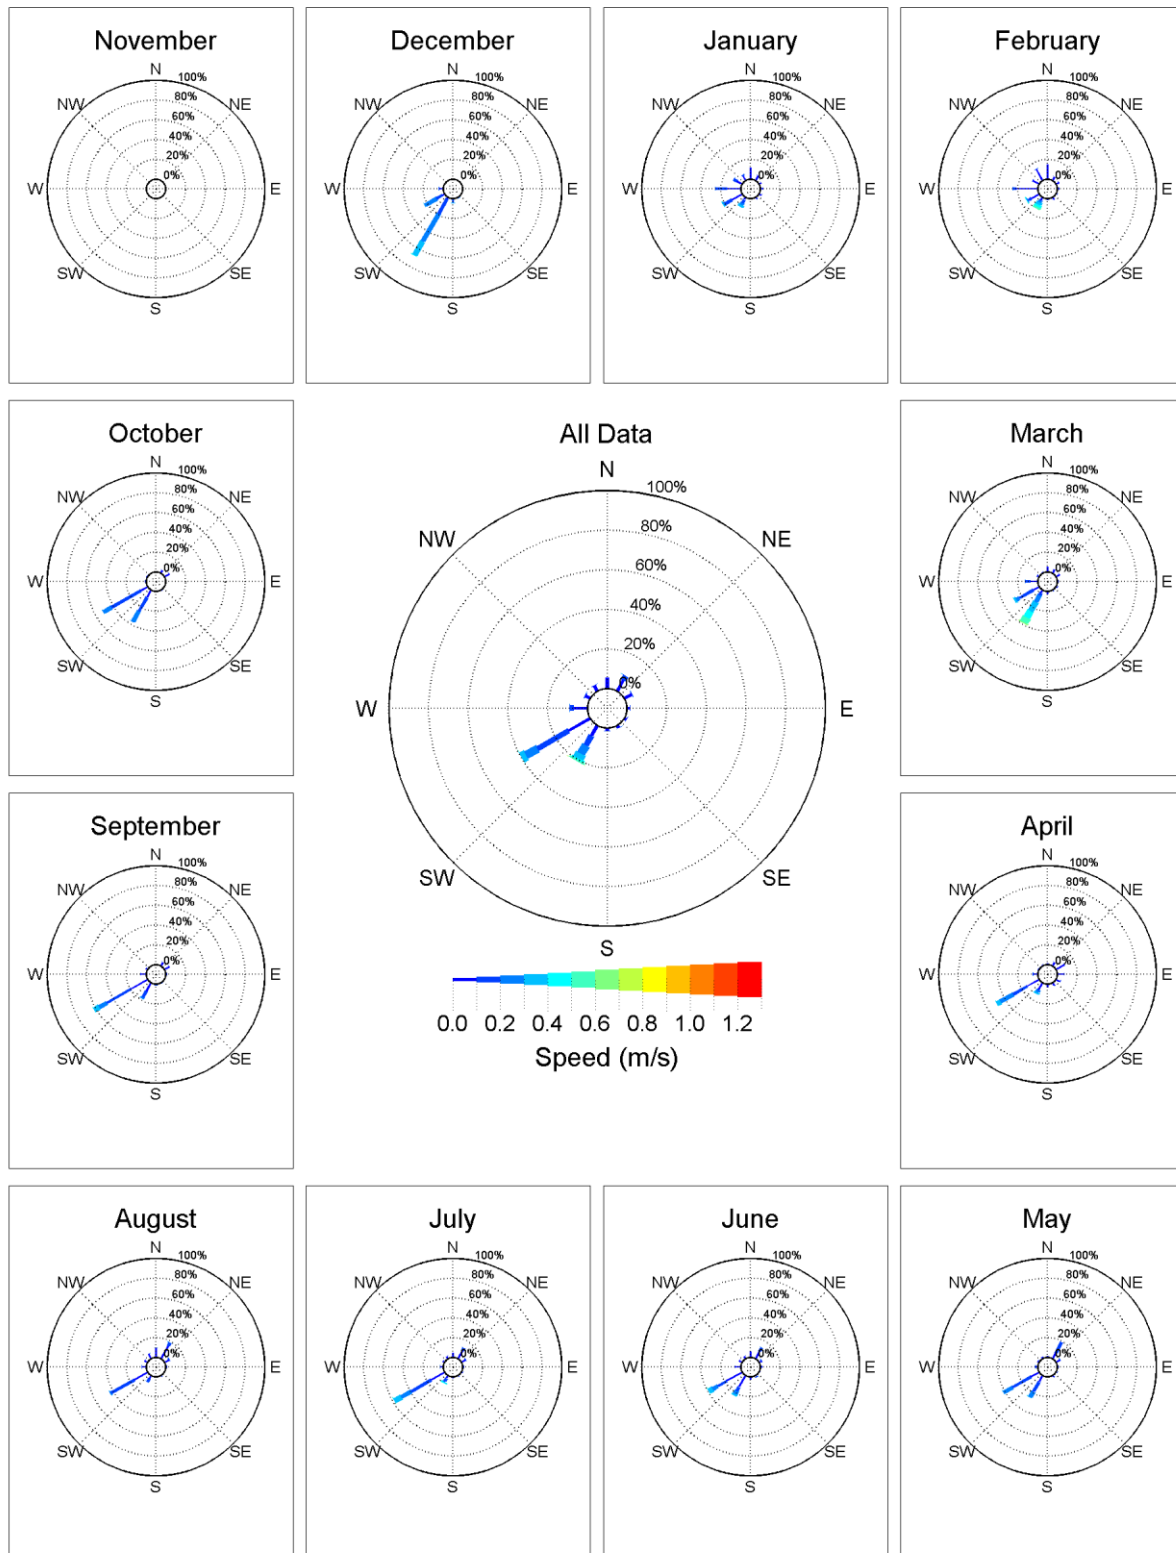 November
N
100%
80%
60%
40%
20%
0%
NW
NE
W
E
SW
SE
S
December
N
100%
80%
60%
40%
20%
0%
NW
NE
W
E
SW
SE
S
January
N
100%
80%
60%
40%
20%
0%
NW
NE
W
E
SW
SE
S
February
N
100%
80%
60%
40%
20%
0%
NW
NE
W
E
SW
SE
S
October
N
100%
80%
60%
40%
20%
0%
NW
NE
W
E
SW
SE
S
All Data
N
100%
80%
60%
40%
20%
0%
NW
NE
W
E
SW
SE
S
0.0 0.2 0.4 0.6 0.8 1.0 1.2
Speed (m/s)
March
N
100%
80%
60%
40%
20%
0%
NW
NE
W
E
SW
SE
S
September
N
100%
80%
60%
40%
20%
0%
NW
NE
W
E
SW
SE
S
April
N
100%
80%
60%
40%
20%
0%
NW
NE
W
E
SW
SE
S
August
N
100%
80%
60%
40%
20%
0%
NW
NE
W
E
SW
SE
S
July
N
100%
80%
60%
40%
20%
0%
NW
NE
W
E
SW
SE
S
June
N
100%
80%
60%
40%
20%
0%
NW
NE
W
E
SW
SE
S
May
N
100%
80%
60%
40%
20%
0%
NW
NE
W
E
SW
SE
S